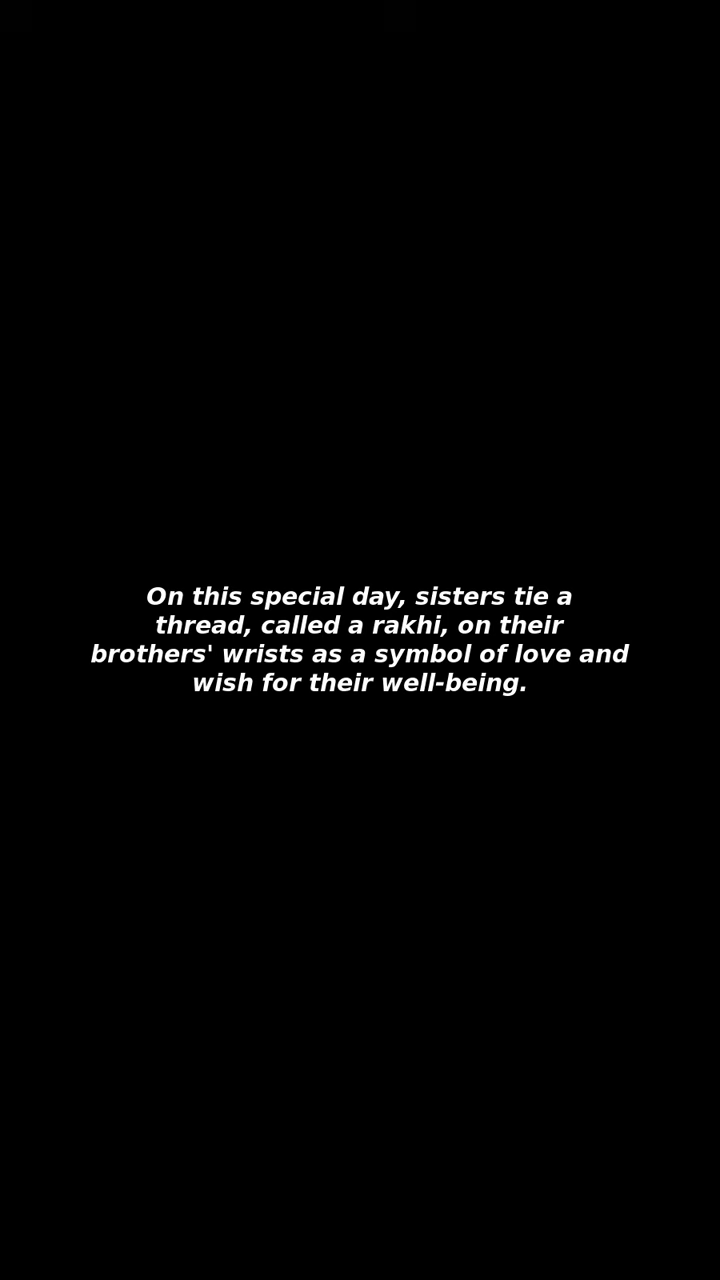 On this special day, sisters tie a
thread, called a rakhi, on their
brothers' wrists as a symbol of love and
wish for their well-being.